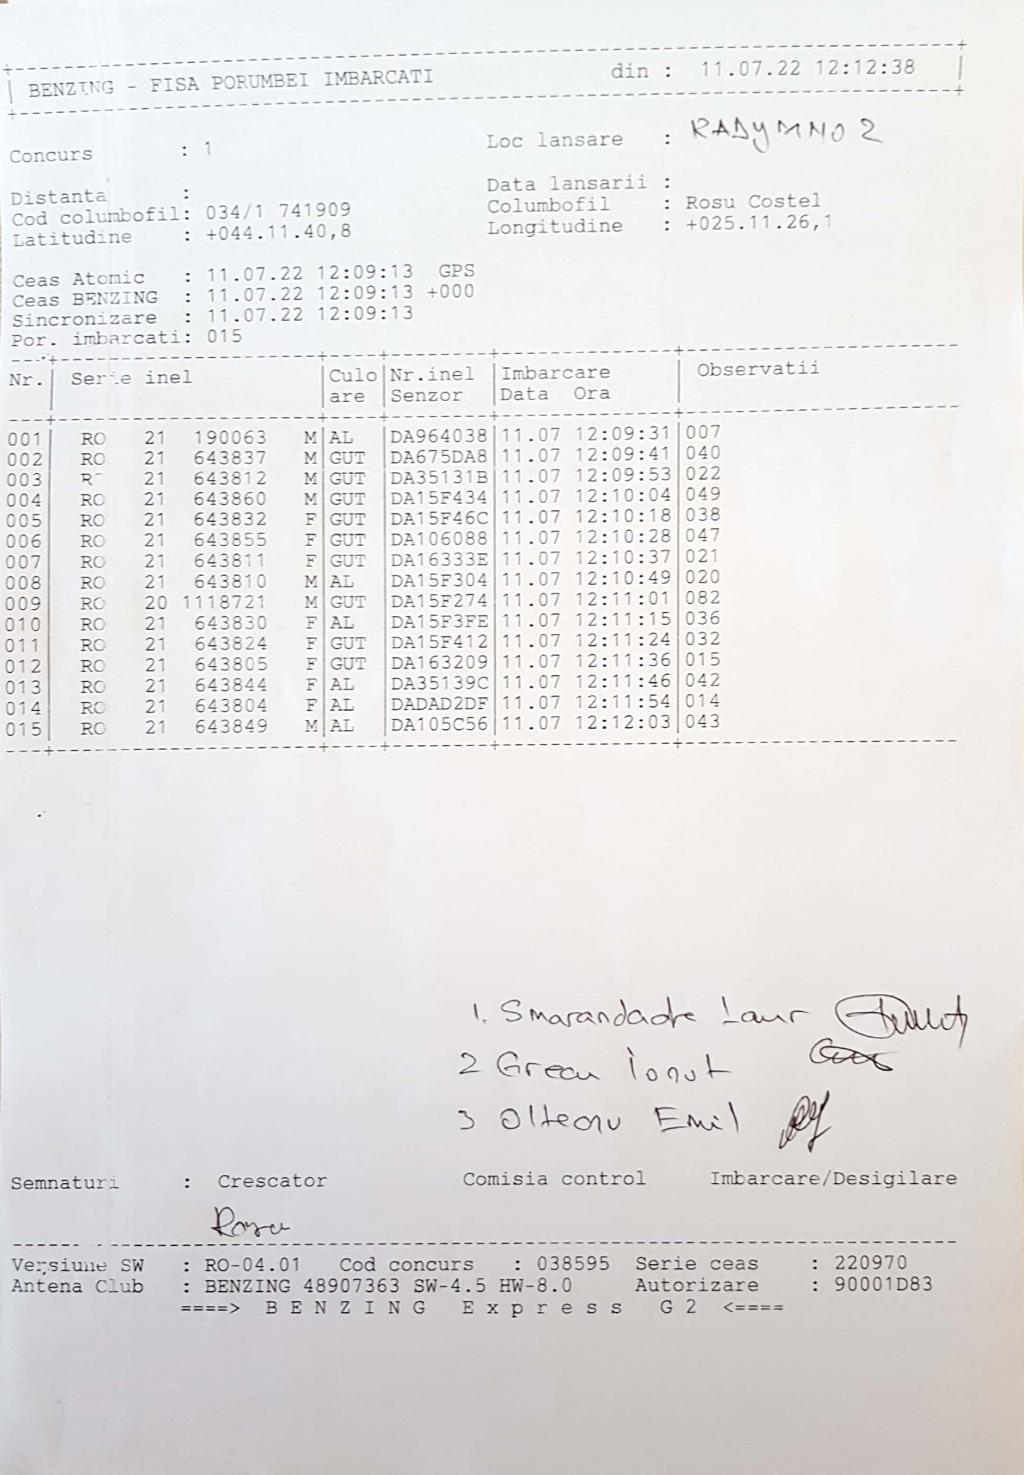 BENZING - FISA PORUMBEI IMBARCATI din : 11.07.22 12:12:38
Concurs : 1 Loc lansare : RADYMNO 2
Distanta : Data lansarii :
Cod columbofil: 034/1 741909 Columbofil : Rosu Costel
Latitudine : +044.11.40,8 Longitudine : +025.11.26,1
Ceas Atomic : 11.07.22 12:09:13 GPS
Ceas BENZING : 11.07.22 12:09:13 +000
Sincronizare : 11.07.22 12:09:13
Por. imbarcati: 015
Nr. Serie inel Culo Nr.inel Imbarcare Observatii
are Senzor Data Ora
001 RO 21 190063 M AL DA964038 11.07 12:09:31 007
002 RO 21 643837 M GUT DA675DA8 11.07 12:09:41 040
003 RO 21 643812 M GUT DA35131B 11.07 12:09:53 022
004 RO 21 643860 M GUT DA15F434 11.07 12:10:04 049
005 RO 21 643832 F GUT DA15F46C 11.07 12:10:18 038
006 RO 21 643855 F GUT DA106088 11.07 12:10:28 047
007 RO 21 643811 F GUT DA16333E 11.07 12:10:37 021
008 RO 21 643810 M AL DA15F304 11.07 12:10:49 020
009 RO 20 1118721 M GUT DA15F274 11.07 12:11:01 082
010 RO 21 643830 F AL DA15F3FE 11.07 12:11:15 036
011 RO 21 643824 F GUT DA15F412 11.07 12:11:24 032
012 RO 21 643805 F GUT DA163209 11.07 12:11:36 015
013 RO 21 643844 F AL DA35139C 11.07 12:11:46 042
014 RO 21 643804 F AL DADAD2DF 11.07 12:11:54 014
015 RO 21 643849 M AL DA105C56 11.07 12:12:03 043
1. Smarandache Laur
2 Grecu Ionut
3 Olteanu Emil
Semnaturi : Crescator Comisia control Imbarcare/Desigilare
Rosu
Versiune SW : RO-04.01 Cod concurs : 038595 Serie ceas : 220970
Antena Club : BENZING 48907363 SW-4.5 HW-8.0 Autorizare : 90001D83
====> B E N Z I N G E x p r e s s G 2 <====